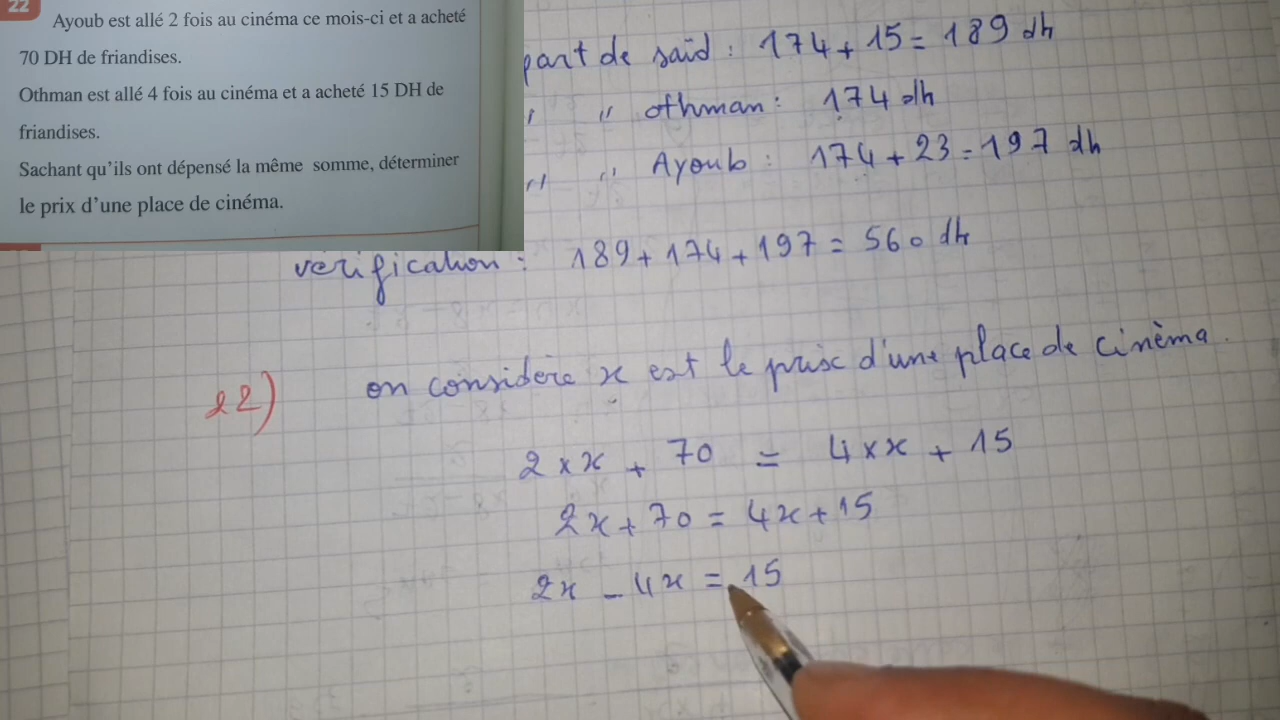 22
Ayoub est allé 2 fois au cinéma ce mois-ci et a acheté
70 DH de friandises.
Othman est allé 4 fois au cinéma et a acheté 15 DH de
friandises.
Sachant qu'ils ont dépensé la même somme, déterminer
le prix d'une place de cinéma.
part de saïd : 174 + 15 = 189 dh
" " othman : 174 dh
" " Ayoub : 174 + 23 = 197 dh
verification : 189 + 174 + 197 = 560 dh
22) on considère x est le prix d'une place de cinèma.
2 × x + 70 = 4 × x + 15
2x + 70 = 4x + 15
2x - 4x = 15